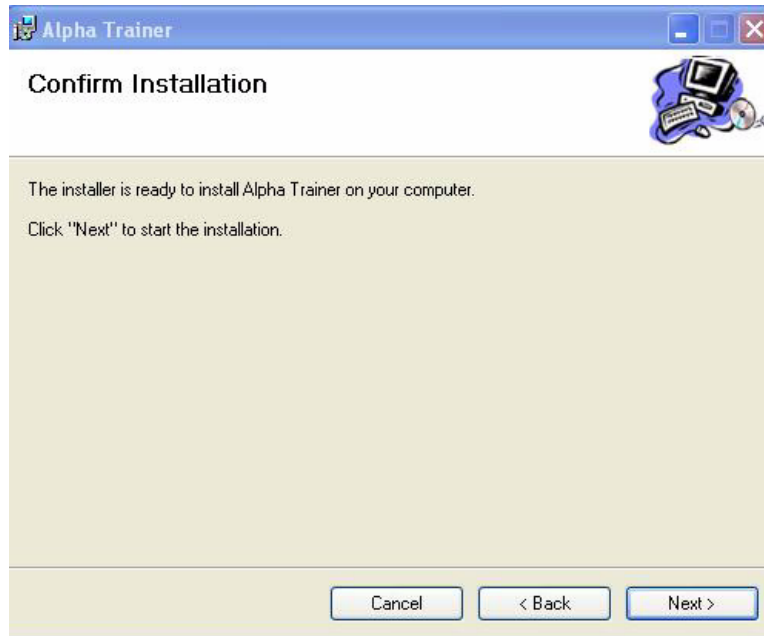 Alpha Trainer
Confirm Installation
The installer is ready to install Alpha Trainer on your computer.
Click "Next" to start the installation.
Cancel
< Back
Next >